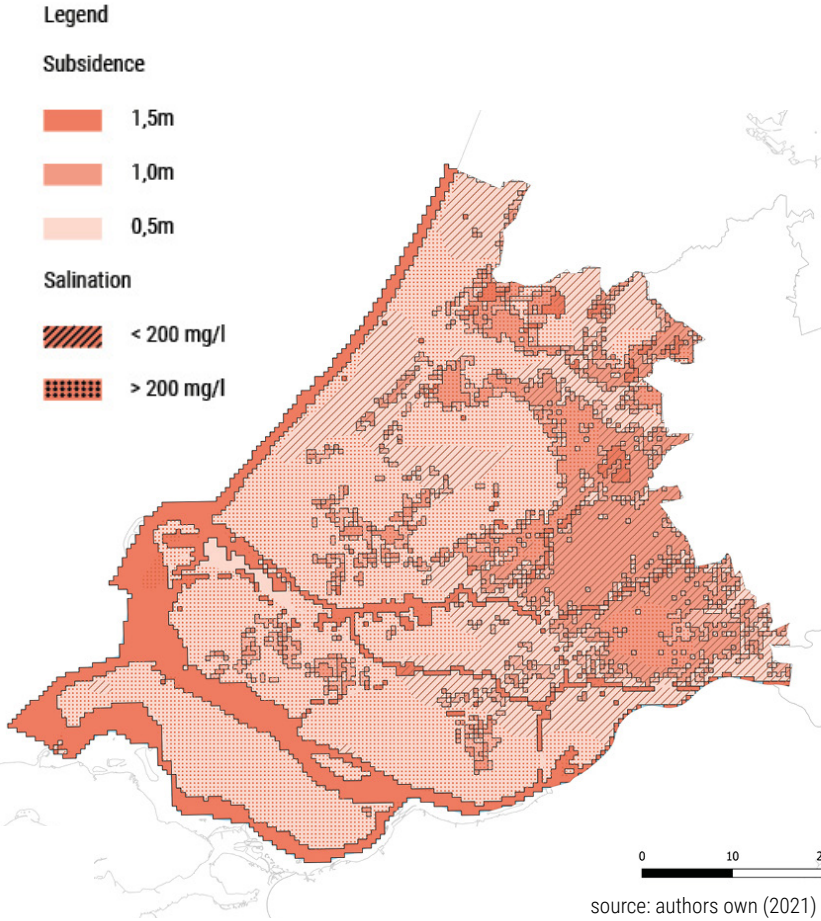 Legend
Subsidence
1,5m
1,0m
0,5m
Salination
< 200 mg/l
> 200 mg/l
0 10 2
source: authors own (2021)